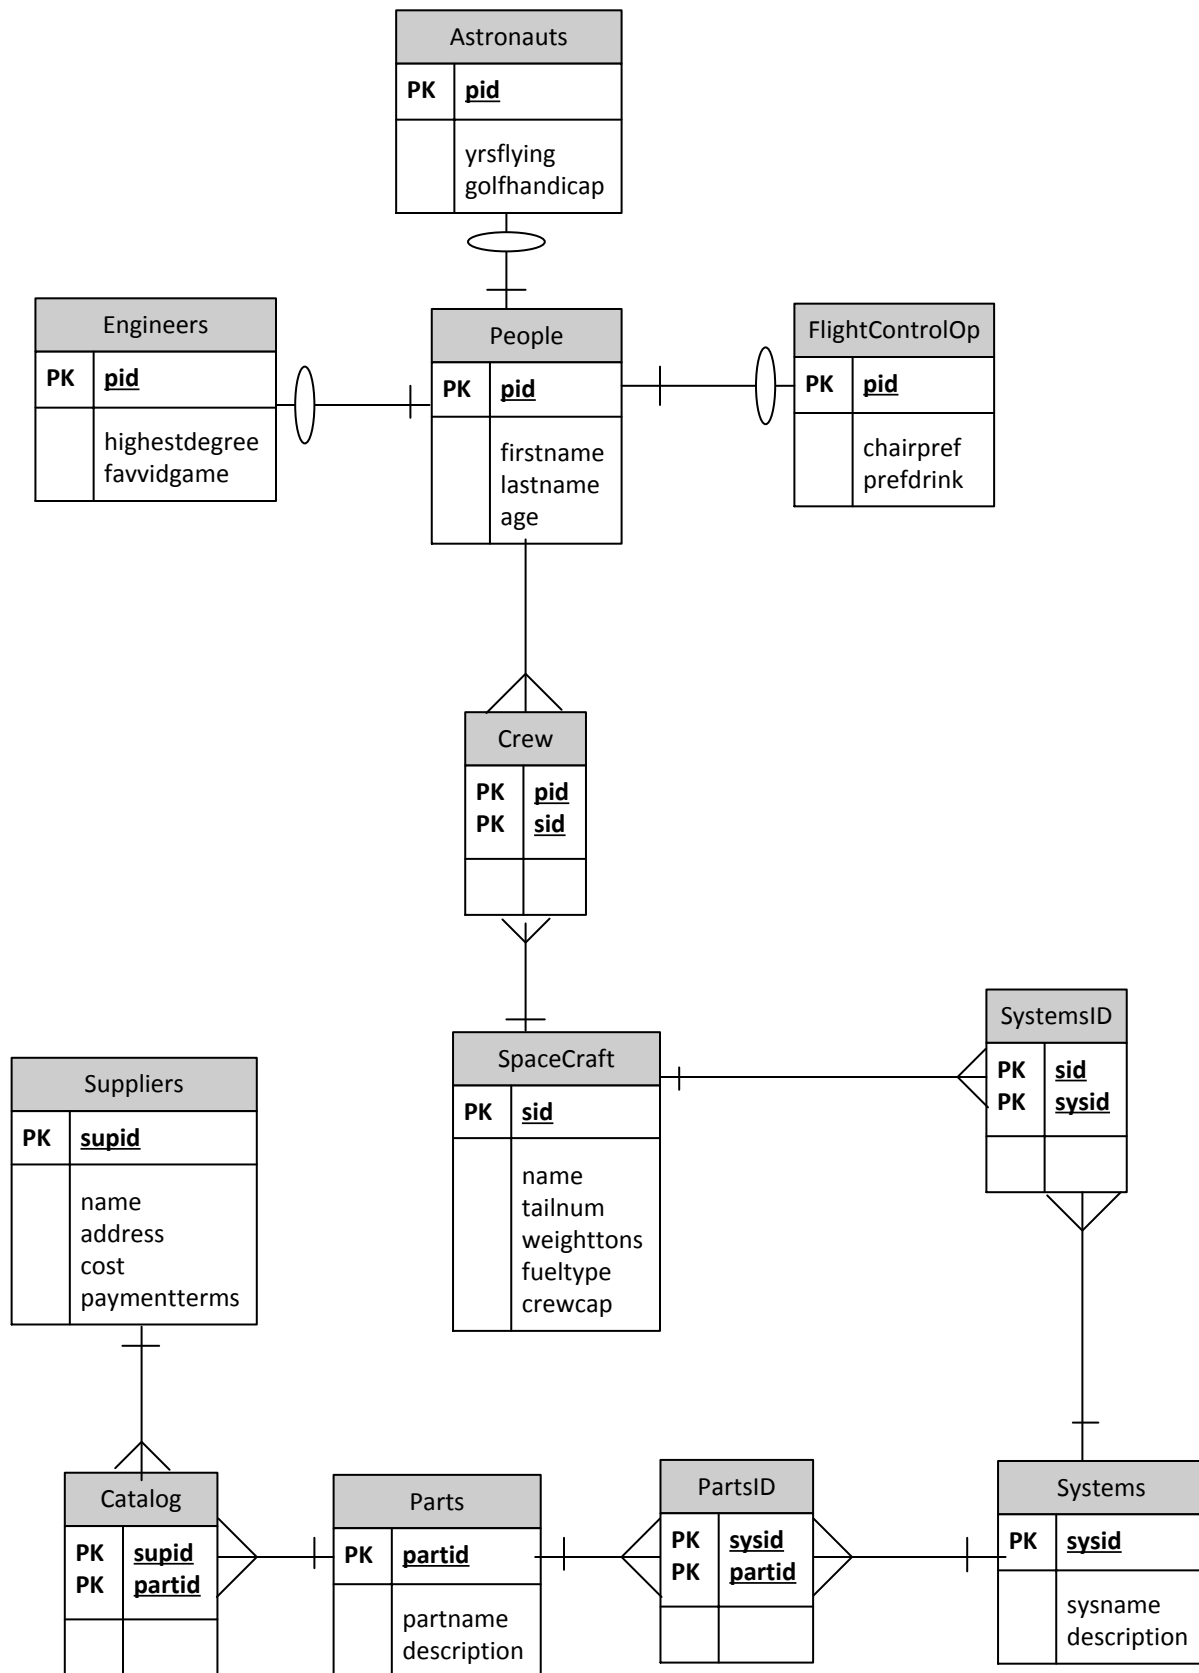 Astronauts
PK pid
yrsflying
golfhandicap
Engineers
PK pid
highestdegree
favvidgame
People
PK pid
firstname
lastname
age
FlightControlOp
PK pid
chairpref
prefdrink
Crew
PK pid
PK sid
SystemsID
PK sid
PK sysid
SpaceCraft
PK sid
name
tailnum
weighttons
fueltype
crewcap
Suppliers
PK supid
name
address
cost
paymentterms
Catalog
PK supid
PK partid
Parts
PK partid
partname
description
PartsID
PK sysid
PK partid
Systems
PK sysid
sysname
description